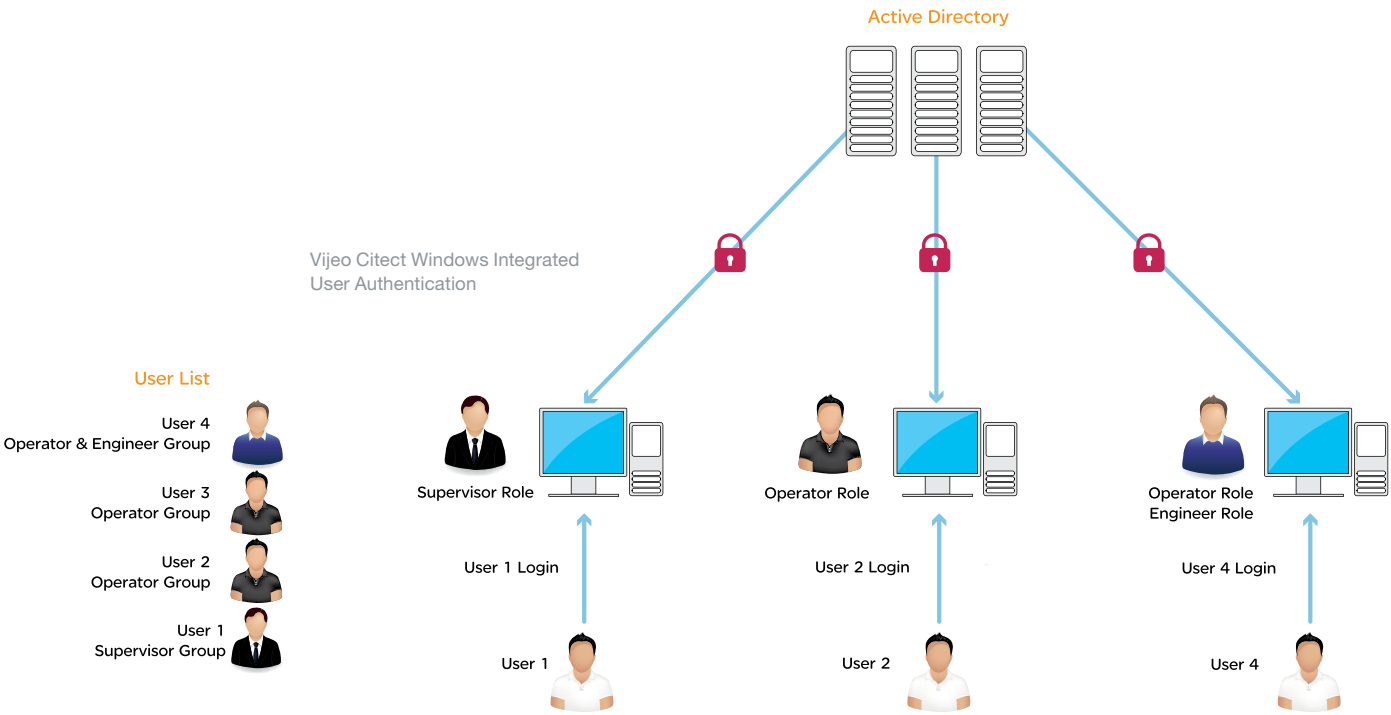 Active Directory
Vijeo Citect Windows Integrated
User Authentication
User List
User 4
Operator & Engineer Group
User 3
Operator Group
User 2
Operator Group
User 1
Supervisor Group
Supervisor Role
Operator Role
Operator Role
Engineer Role
User 1 Login
User 2 Login
User 4 Login
User 1
User 2
User 4